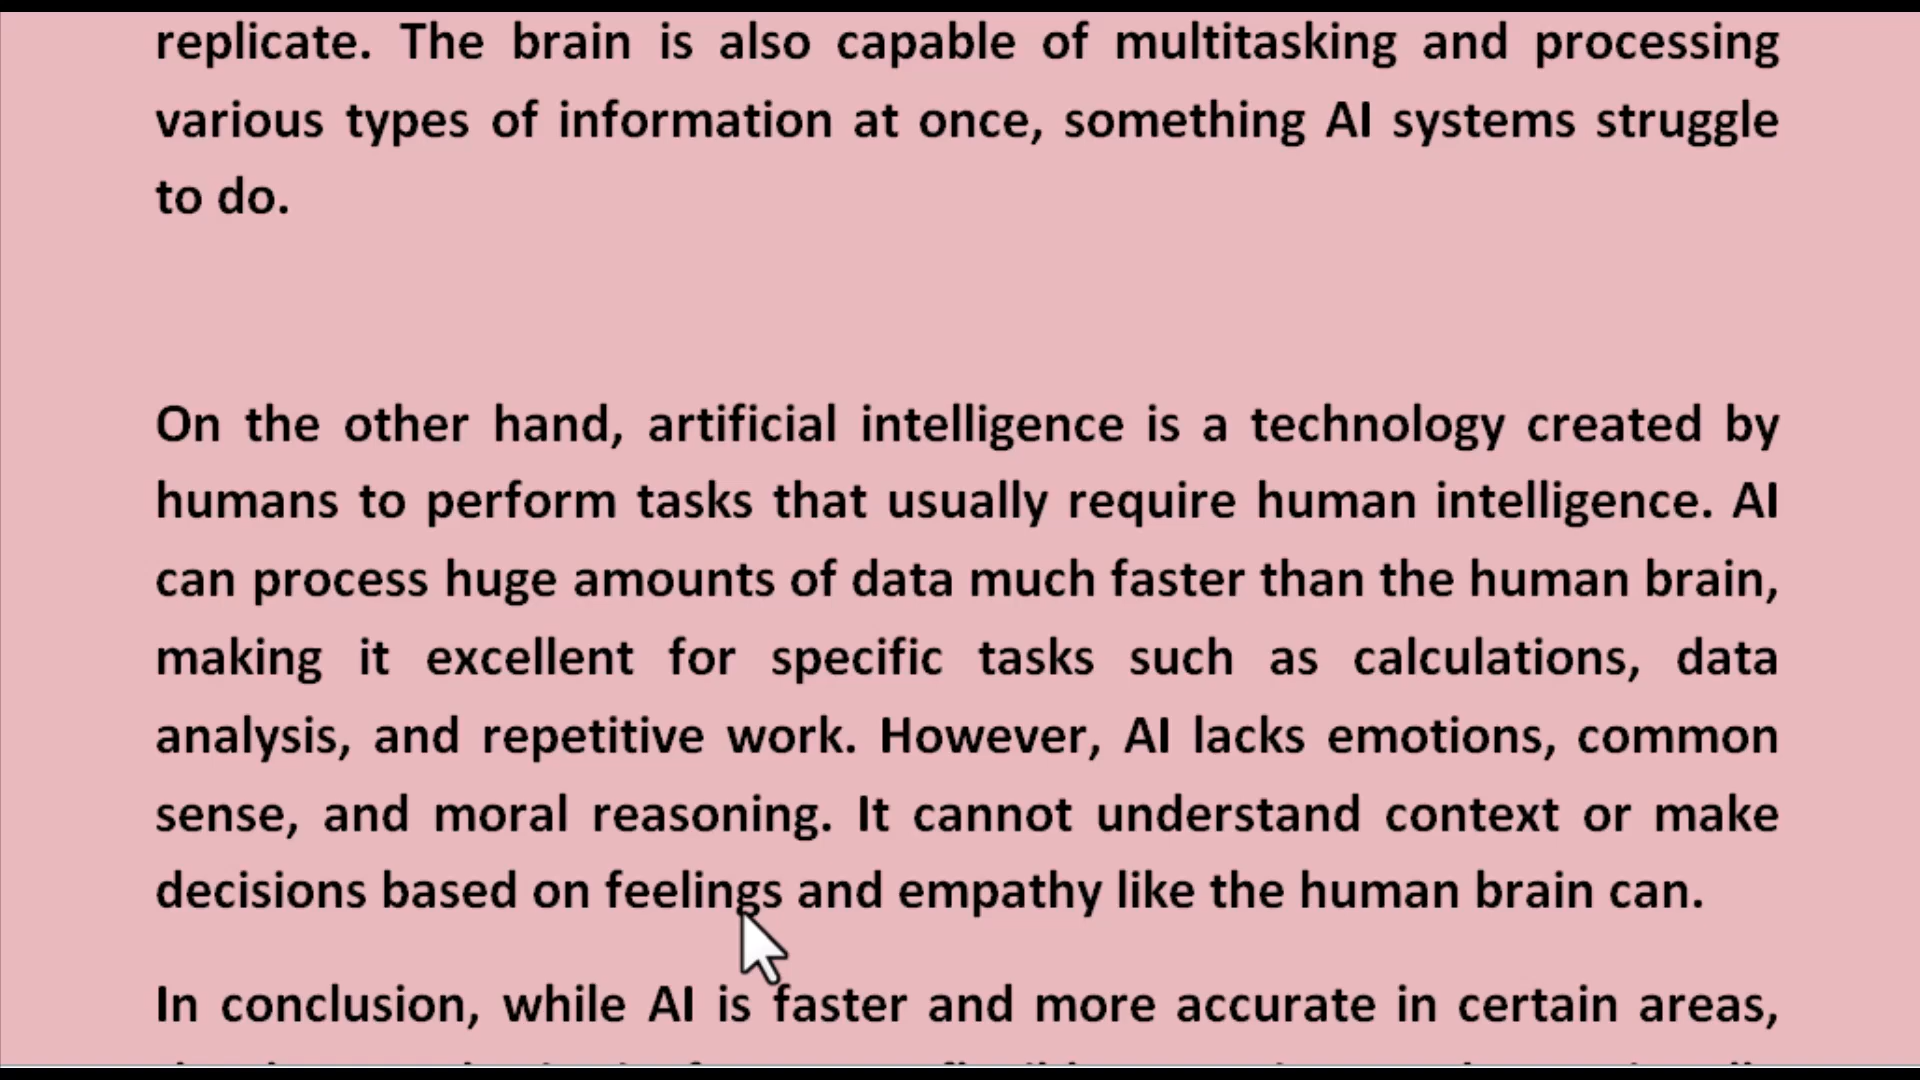 replicate. The brain is also capable of multitasking and processing
various types of information at once, something AI systems struggle
to do.
On the other hand, artificial intelligence is a technology created by
humans to perform tasks that usually require human intelligence. AI
can process huge amounts of data much faster than the human brain,
making it excellent for specific tasks such as calculations, data
analysis, and repetitive work. However, AI lacks emotions, common
sense, and moral reasoning. It cannot understand context or make
decisions based on feelings and empathy like the human brain can.
In conclusion, while AI is faster and more accurate in certain areas,